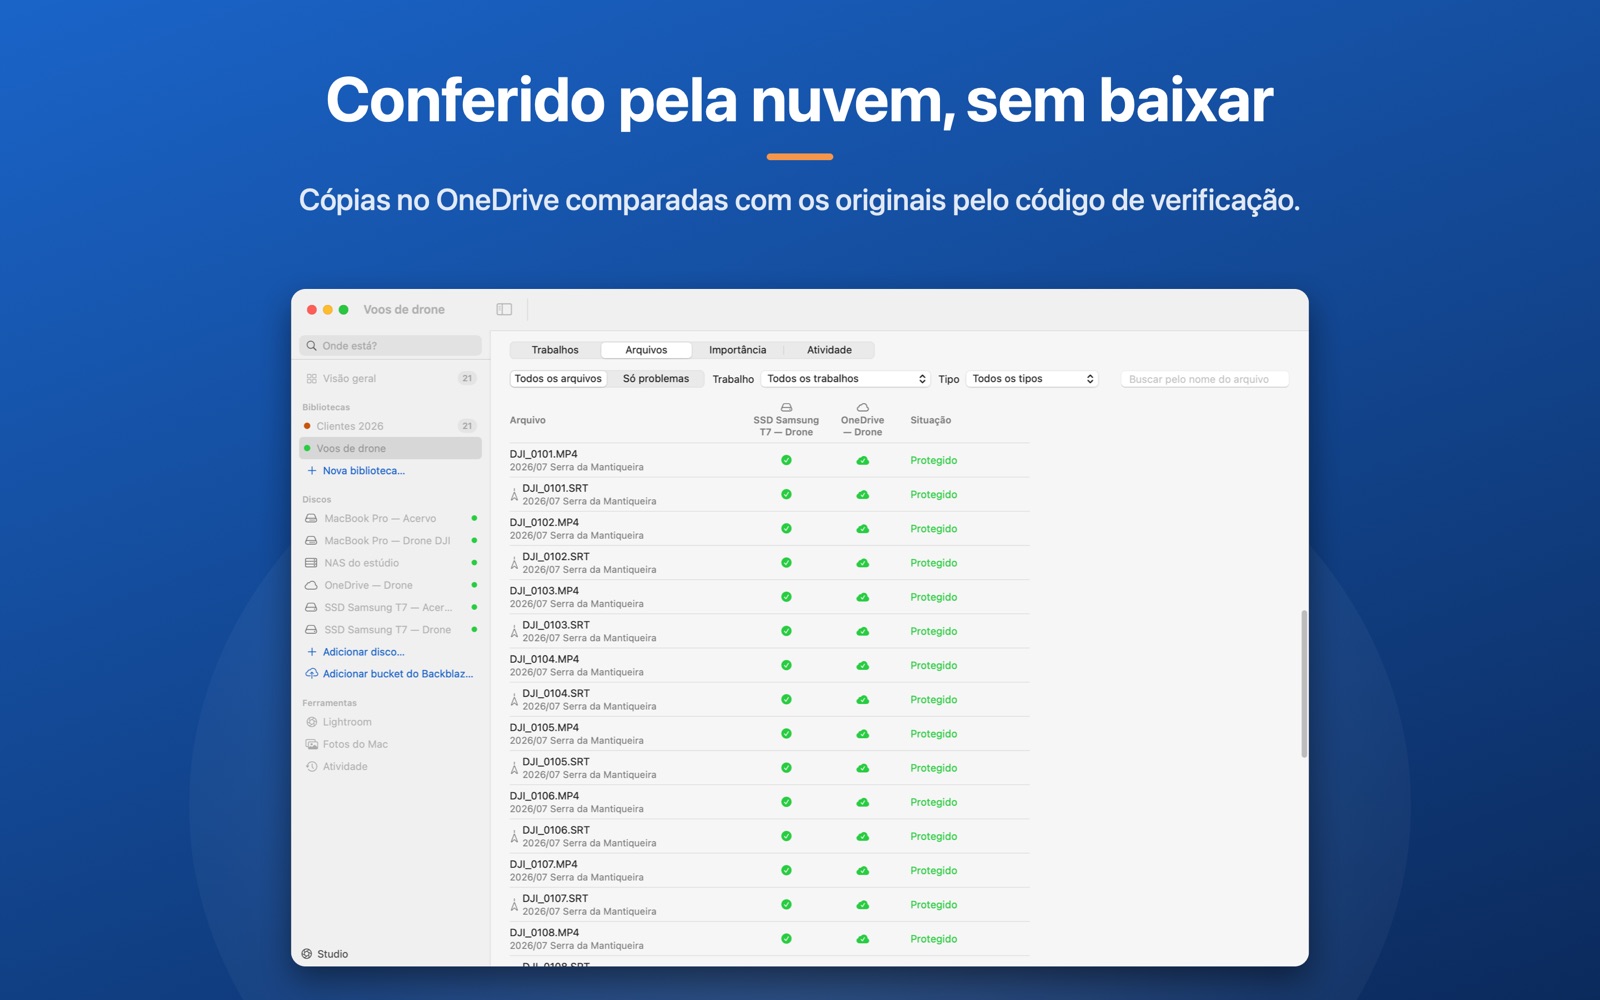 Conferido pela nuvem, sem baixar
Cópias no OneDrive comparadas com os originais pelo código de verificação.
Voos de drone
Onde está?
Visão geral 21
Bibliotecas
Clientes 2026 21
Voos de drone
Nova biblioteca...
Discos
MacBook Pro — Acervo
MacBook Pro — Drone DJI
NAS do estúdio
OneDrive — Drone
SSD Samsung T7 — Acer...
SSD Samsung T7 — Drone
Adicionar disco...
Adicionar bucket do Backblaz...
Ferramentas
Lightroom
Fotos do Mac
Atividade
Studio
Trabalhos Arquivos Importância Atividade
Todos os arquivos Só problemas Trabalho Todos os trabalhos Tipo Todos os tipos Buscar pelo nome do arquivo
Arquivo SSD Samsung T7 — Drone OneDrive — Drone Situação
DJI_0101.MP4
2026/07 Serra da Mantiqueira Protegido
DJI_0101.SRT
2026/07 Serra da Mantiqueira Protegido
DJI_0102.MP4
2026/07 Serra da Mantiqueira Protegido
DJI_0102.SRT
2026/07 Serra da Mantiqueira Protegido
DJI_0103.MP4
2026/07 Serra da Mantiqueira Protegido
DJI_0103.SRT
2026/07 Serra da Mantiqueira Protegido
DJI_0104.MP4
2026/07 Serra da Mantiqueira Protegido
DJI_0104.SRT
2026/07 Serra da Mantiqueira Protegido
DJI_0105.MP4
2026/07 Serra da Mantiqueira Protegido
DJI_0105.SRT
2026/07 Serra da Mantiqueira Protegido
DJI_0106.MP4
2026/07 Serra da Mantiqueira Protegido
DJI_0106.SRT
2026/07 Serra da Mantiqueira Protegido
DJI_0107.MP4
2026/07 Serra da Mantiqueira Protegido
DJI_0107.SRT
2026/07 Serra da Mantiqueira Protegido
DJI_0108.MP4
2026/07 Serra da Mantiqueira Protegido